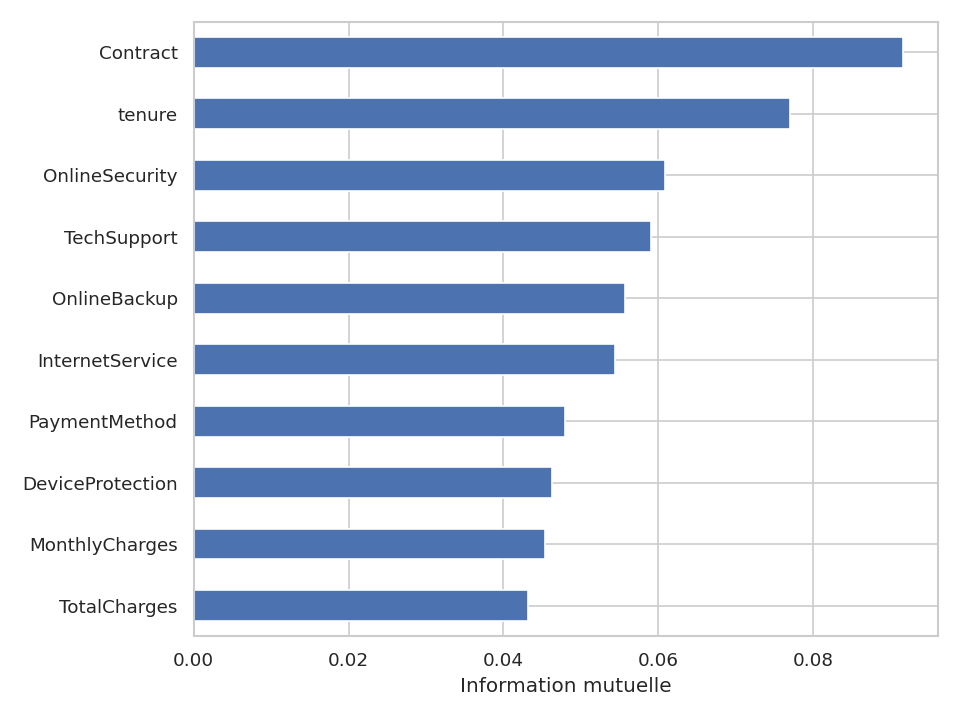 Contract
tenure
OnlineSecurity
TechSupport
OnlineBackup
InternetService
PaymentMethod
DeviceProtection
MonthlyCharges
TotalCharges
0.00 0.02 0.04 0.06 0.08
Information mutuelle